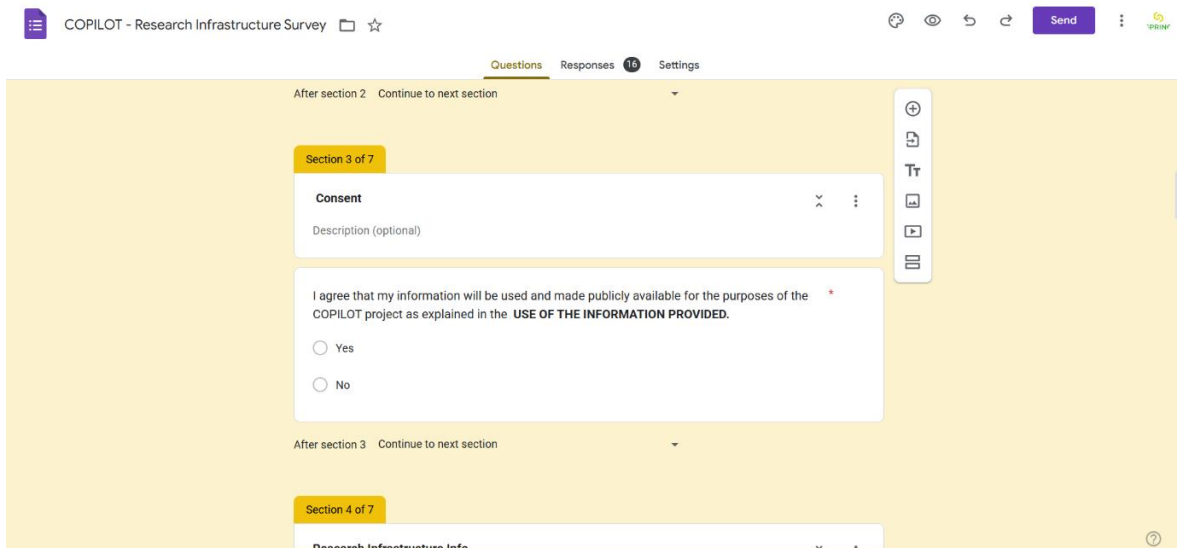 COPILOT - Research Infrastructure Survey
Send
Questions Responses 16 Settings
After section 2 Continue to next section
Section 3 of 7
Consent
Description (optional)
I agree that my information will be used and made publicly available for the purposes of the *
COPILOT project as explained in the USE OF THE INFORMATION PROVIDED.
Yes
No
After section 3 Continue to next section
Section 4 of 7
Research Infrastructure Info